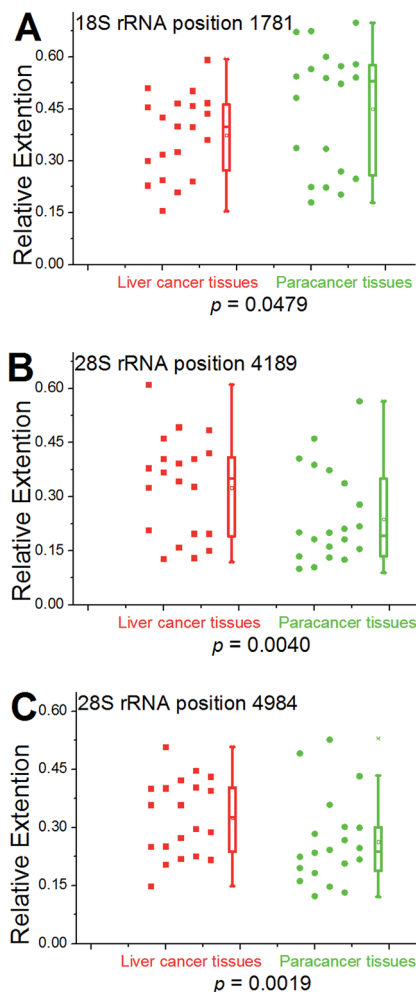 A
18S rRNA position 1781
Relative Extention
0.60
0.45
0.30
0.15
0.00
Liver cancer tissues
Paracancer tissues
p = 0.0479
B
28S rRNA position 4189
Relative Extention
0.60
0.45
0.30
0.15
0.00
Liver cancer tissues
Paracancer tissues
p = 0.0040
C
28S rRNA position 4984
Relative Extention
0.60
0.45
0.30
0.15
0.00
Liver cancer tissues
Paracancer tissues
p = 0.0019